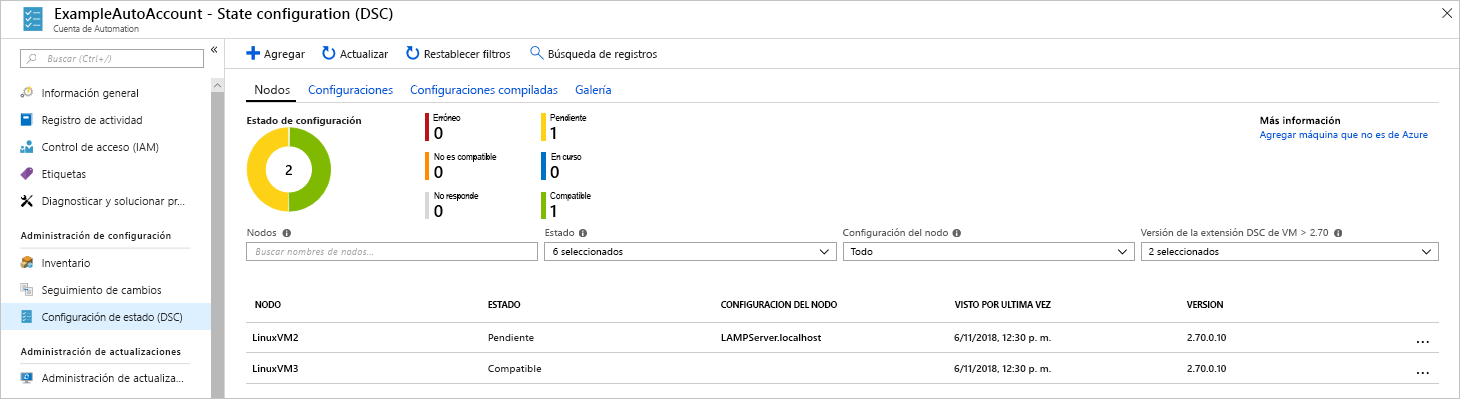 ExampleAutoAccount - State configuration (DSC)
Cuenta de Automation
Buscar (Ctrl+/)
Información general
Registro de actividad
Control de acceso (IAM)
Etiquetas
Diagnosticar y solucionar pr...
Administración de configuración
Inventario
Seguimiento de cambios
Configuración de estado (DSC)
Administración de actualizaciones
Administración de actualiza...
Agregar Actualizar Restablecer filtros Búsqueda de registros
Nodos Configuraciones Configuraciones compiladas Galería
Estado de configuración
2
Erróneo
0
Pendiente
1
No es compatible
0
En curso
0
No responde
0
Compatible
1
Más información
Agregar máquina que no es de Azure
Nodos Estado Configuración del nodo Versión de la extensión DSC de VM > 2.70
Buscar nombres de nodos... 6 seleccionados Todo 2 seleccionados
NODO ESTADO CONFIGURACION DEL NODO VISTO POR ULTIMA VEZ VERSION
LinuxVM2 Pendiente LAMPServer.localhost 6/11/2018, 12:30 p. m. 2.70.0.10 ...
LinuxVM3 Compatible 6/11/2018, 12:30 p. m. 2.70.0.10 ...